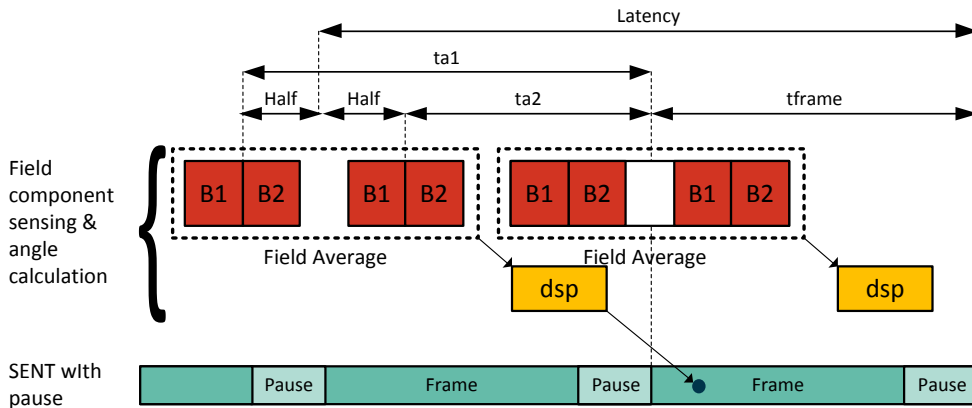 Latency
ta1
Half
Half
ta2
tframe
Field
component
sensing &
angle
calculation
B1
B2
B1
B2
B1
B2
B1
B2
Field Average
Field Average
dsp
dsp
SENT wIth
pause
Pause
Frame
Pause
Frame
Pause